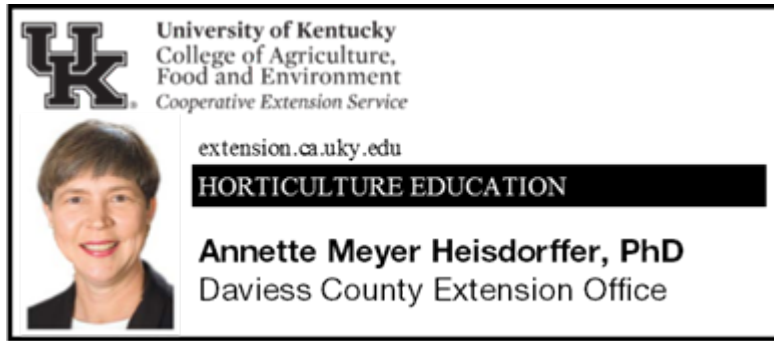 UK
University of Kentucky
College of Agriculture,
Food and Environment
Cooperative Extension Service
extension.ca.uky.edu
HORTICULTURE EDUCATION
Annette Meyer Heisdorffer, PhD
Daviess County Extension Office